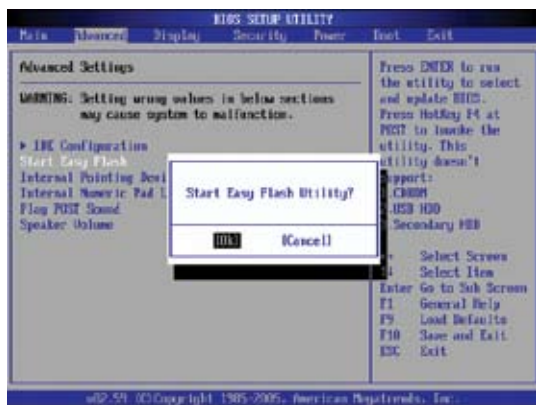 BIOS SETUP UTILITY
Main Advanced Display Security Power Boot Exit
Advanced Settings
WARNING: Setting wrong values in below sections
may cause system to malfunction.
▶ IDE Configuration
Start Easy Flash
Internal Pointing Devi
Internal Numeric Pad L
Play POST Sound
Speaker Volume
Start Easy Flash Utility?
[Ok] [Cancel]
Press ENTER to run
the utility to select
and update BIOS.
Press HotKey F4 at
POST to invoke the
utility. This
utility doesn't
support:
CDROM
USB HDD
Secondary HDD
Select Screen
Select Item
Enter Go to Sub Screen
F1 General Help
F9 Load Defaults
F10 Save and Exit
ESC Exit
v02.59 (C)Copyright 1985-2005, American Megatrends, Inc.